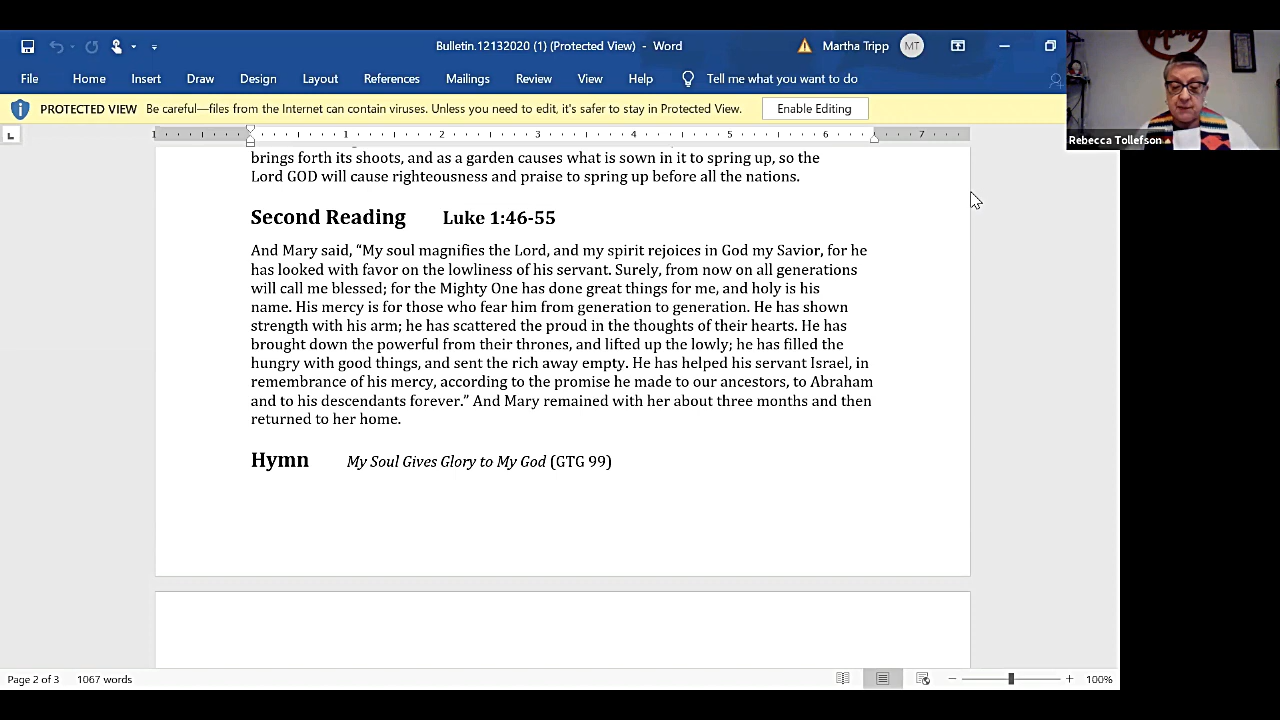 Bulletin.12132020 (1) (Protected View) - Word
Martha Tripp
MT
File Home Insert Draw Design Layout References Mailings Review View Help Tell me what you want to do
PROTECTED VIEW Be careful—files from the Internet can contain viruses. Unless you need to edit, it's safer to stay in Protected View. Enable Editing
Rebecca Tollefson
1 1 2 3 4 5 6 7
brings forth its shoots, and as a garden causes what is sown in it to spring up, so the
Lord GOD will cause righteousness and praise to spring up before all the nations.
Second Reading Luke 1:46-55
And Mary said, “My soul magnifies the Lord, and my spirit rejoices in God my Savior, for he
has looked with favor on the lowliness of his servant. Surely, from now on all generations
will call me blessed; for the Mighty One has done great things for me, and holy is his
name. His mercy is for those who fear him from generation to generation. He has shown
strength with his arm; he has scattered the proud in the thoughts of their hearts. He has
brought down the powerful from their thrones, and lifted up the lowly; he has filled the
hungry with good things, and sent the rich away empty. He has helped his servant Israel, in
remembrance of his mercy, according to the promise he made to our ancestors, to Abraham
and to his descendants forever.” And Mary remained with her about three months and then
returned to her home.
Hymn My Soul Gives Glory to My God (GTG 99)
Page 2 of 3 1067 words
100%